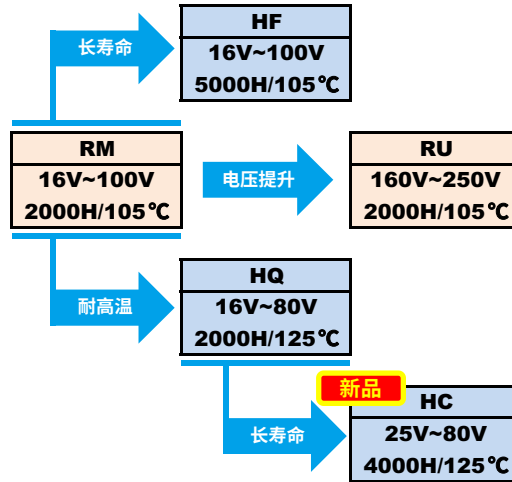 HF
16V~100V
5000H/105℃
长寿命
RM
16V~100V
2000H/105℃
电压提升
RU
160V~250V
2000H/105℃
耐高温
HQ
16V~80V
2000H/125℃
新品
长寿命
HC
25V~80V
4000H/125℃